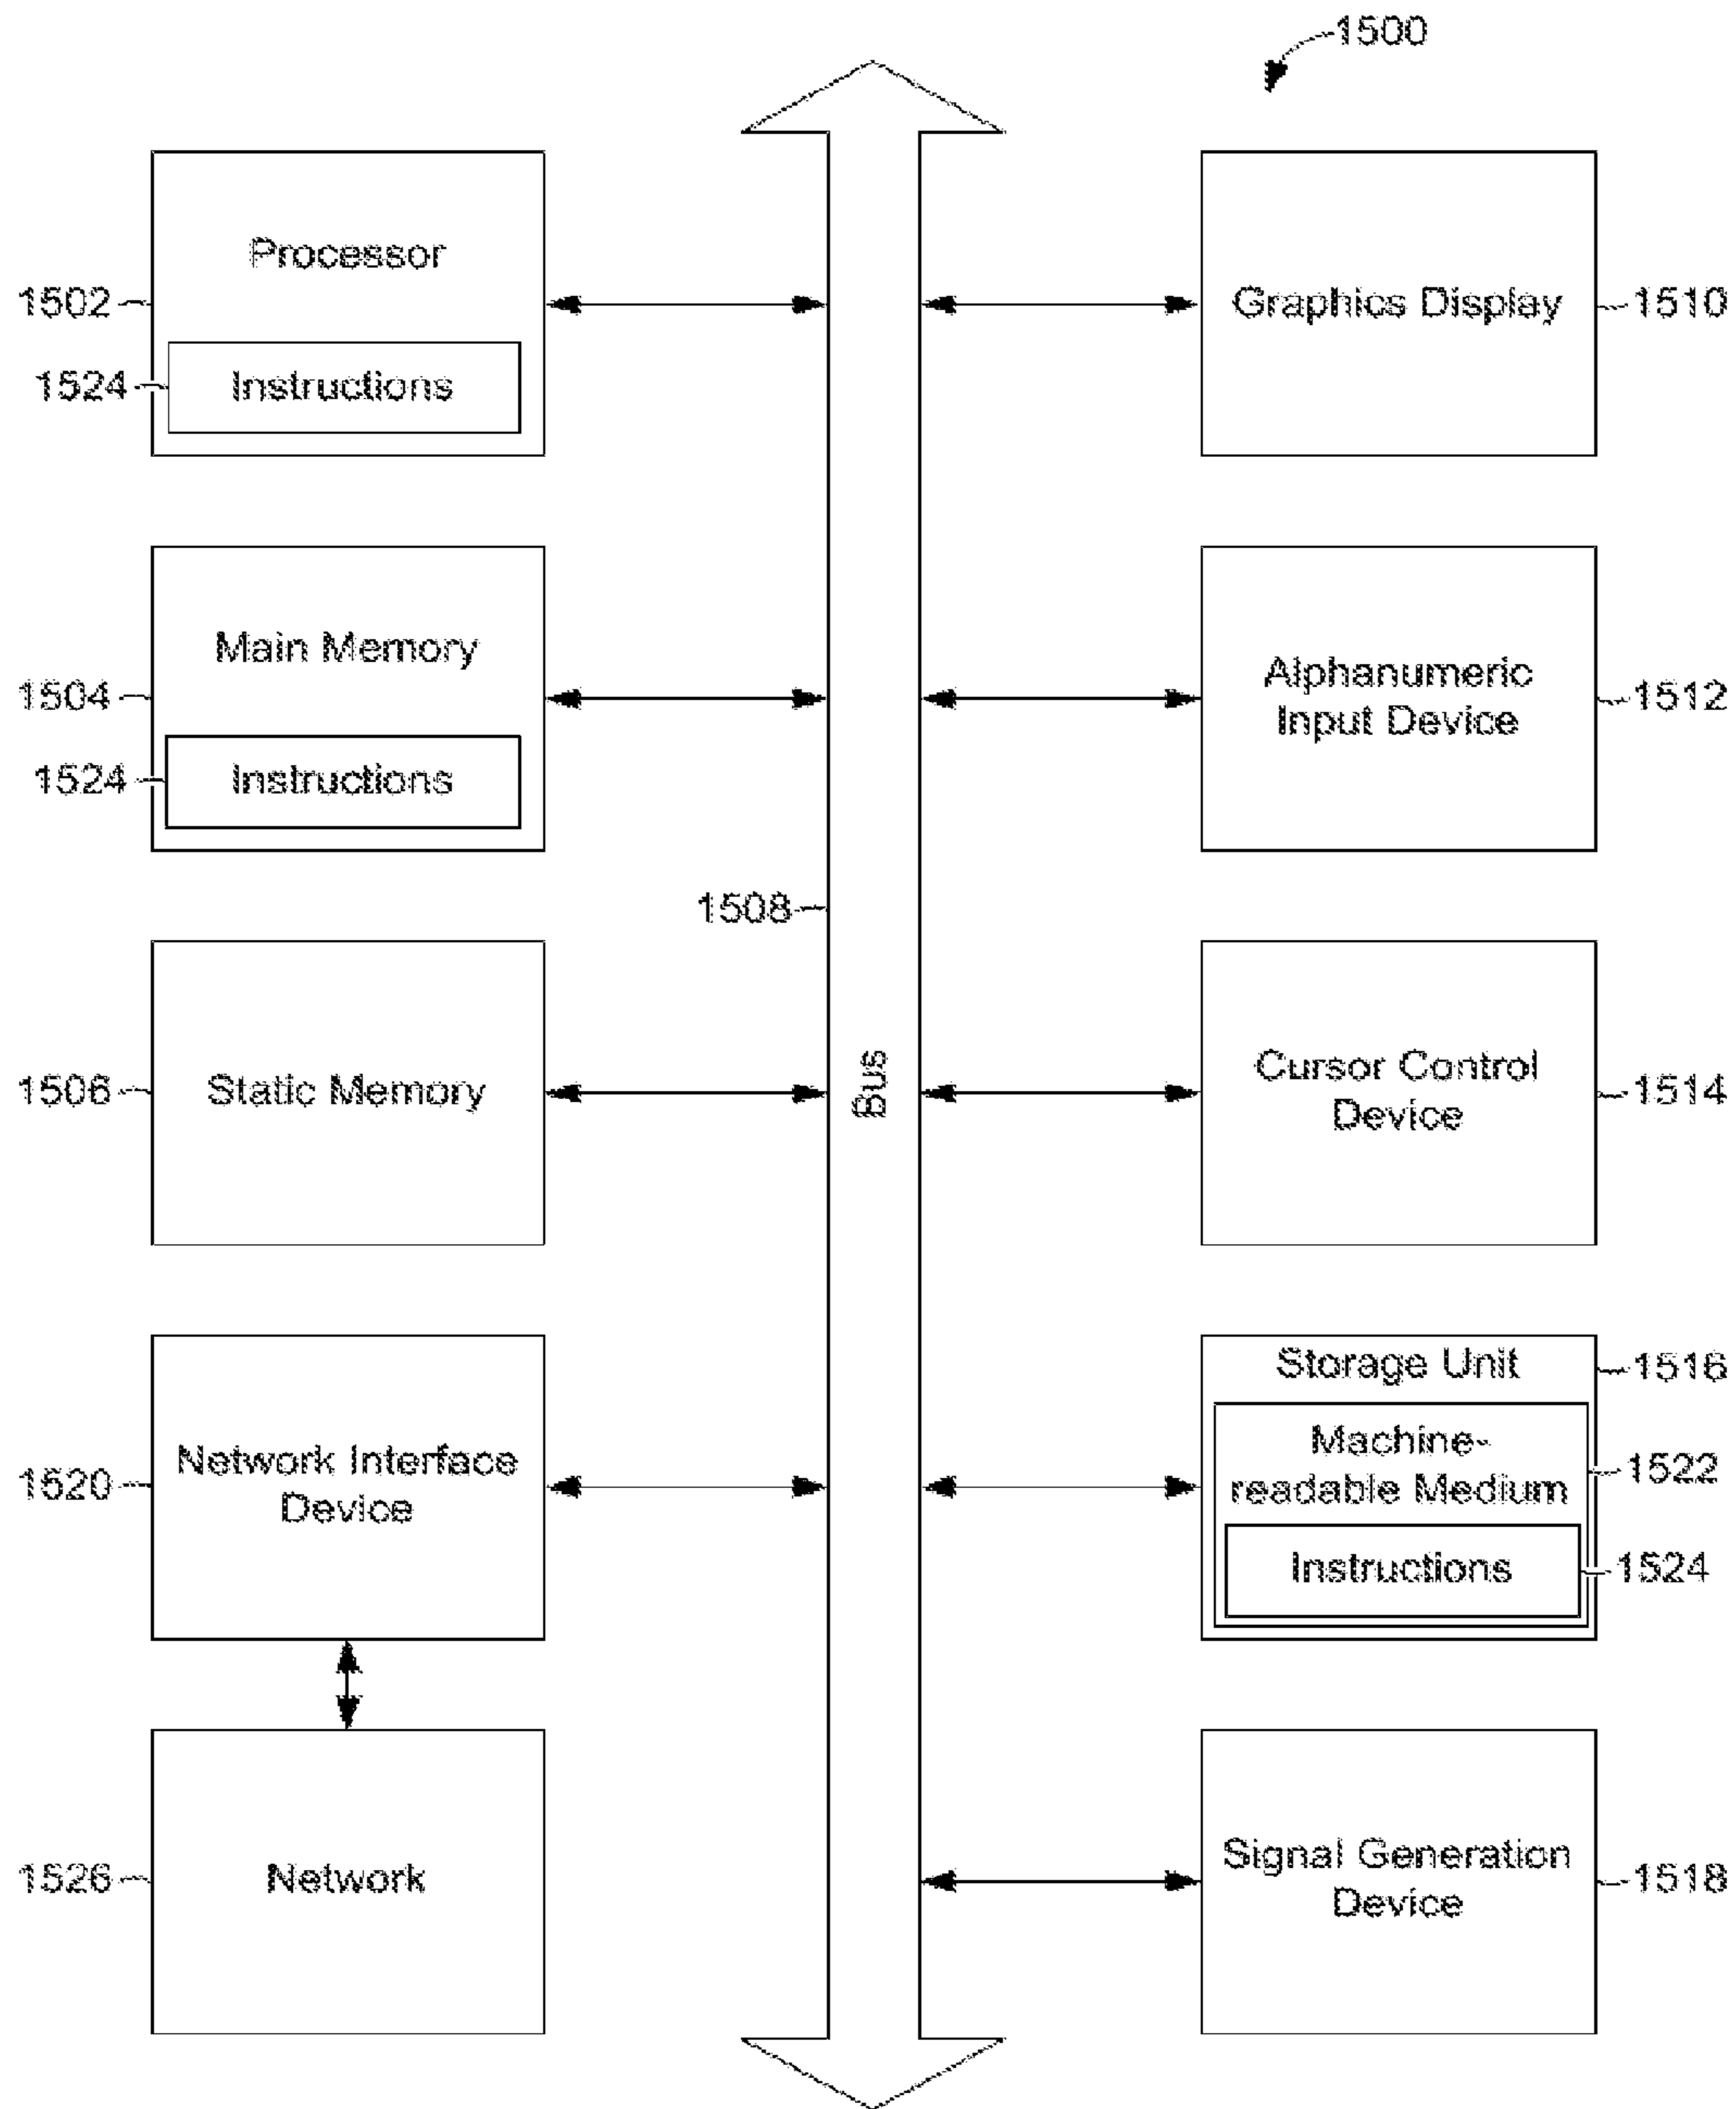 1500
Processor
1502
1524
Instructions
Graphics Display
1510
Main Memory
1504
1524
Instructions
Alphanumeric
Input Device
1512
1508
Bus
Static Memory
1506
Cursor Control
Device
1514
Network Interface
Device
1520
Storage Unit
1516
Machine-
readable Medium
1522
Instructions
1524
Network
1526
Signal Generation
Device
1518